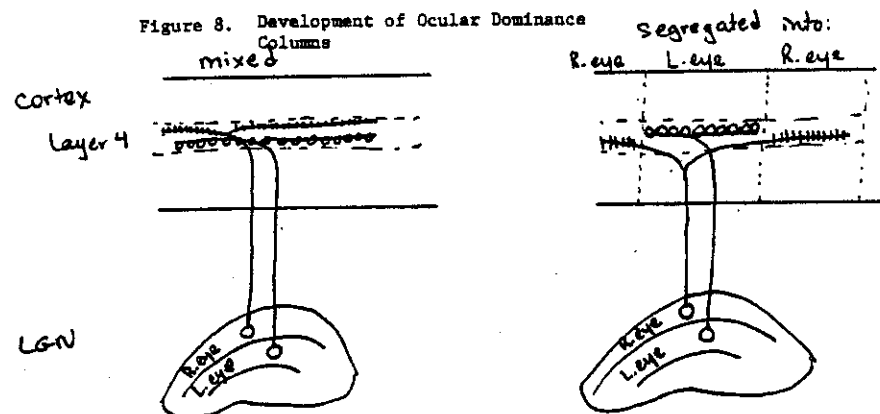 Figure 8. Development of Ocular Dominance
Columns
mixed
segregated into:
R. eye L. eye R. eye
Cortex
Layer 4
LGN
R. eye
L. eye
R. eye
L. eye